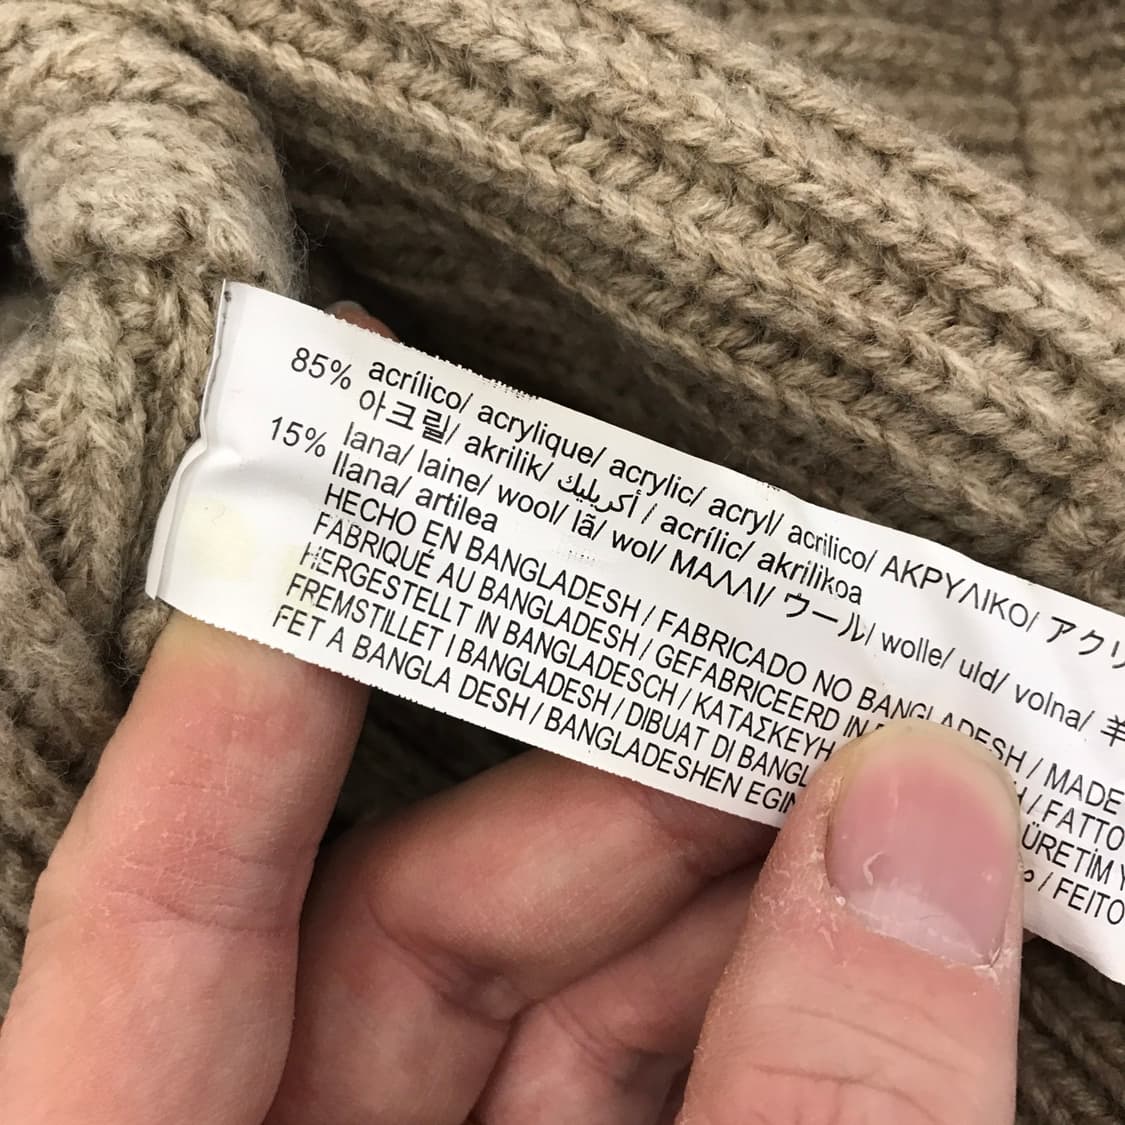 85% acrílico/ acrylique/ acrylic/ acryl/ acrilico/ ΑΚΡΥΛΙΚΟ/ アクリ
아크릴/ akrilik/ أكريليك / acrílic/ akrilikoa
15% lana/ laine/ wool/ lã/ wol/ ΜΑΛΛΙ/ ウール/ wolle/ uld/ volna/ 羊
llana/ artilea
HECHO EN BANGLADESH / FABRICADO NO BANGLADESH / MADE
FABRIQUÉ AU BANGLADESH / GEFABRICEERD IN / FATTO
HERGESTELLT IN BANGLADESCH / ΚΑΤΑΣΚΕΥΗ ÜRETİM
FREMSTILLET I BANGLADESH / DIBUAT DI / FEITO
FET A BANGLA DESH / BANGLADESHEN